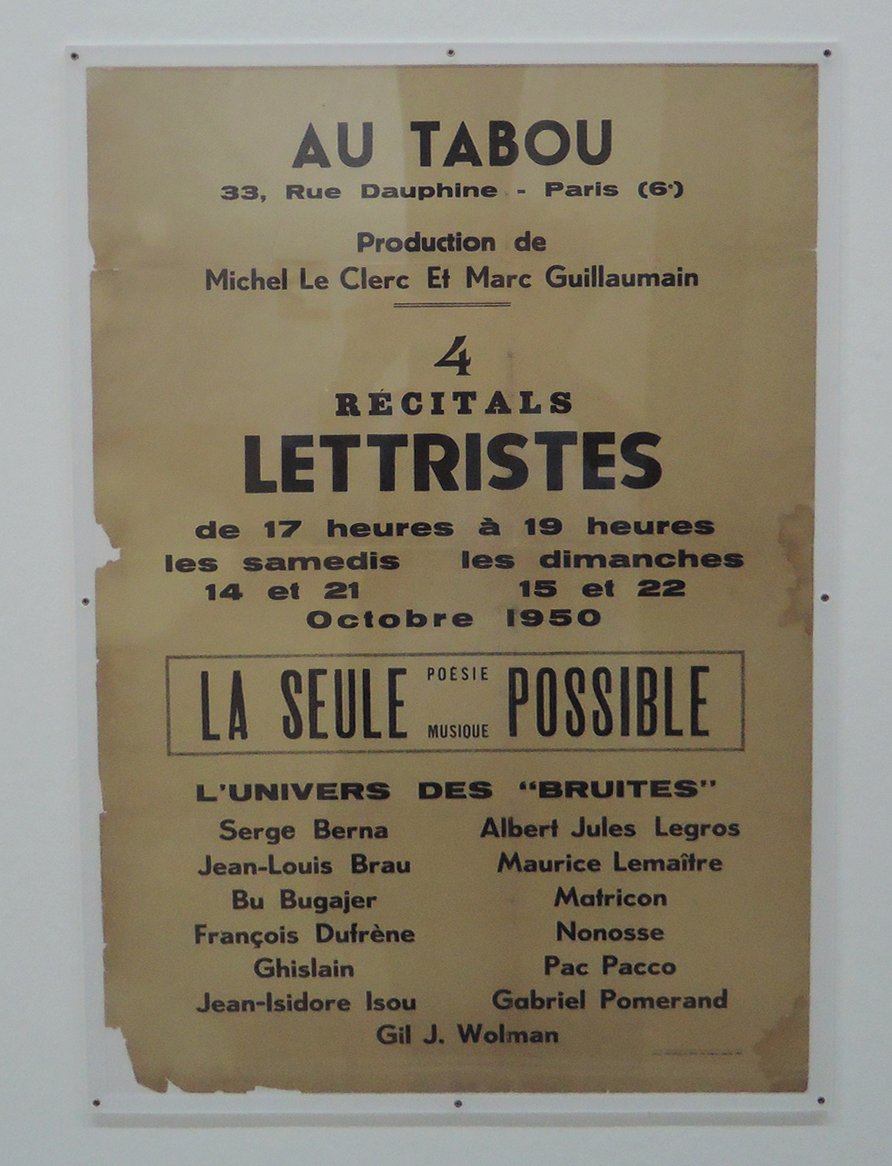 AU TABOU
33, Rue Dauphine - Paris (6e)
Production de
Michel Le Clerc Et Marc Guillaumain
4
RÉCITALS
LETTRISTES
de 17 heures à 19 heures
les samedis les dimanches
14 et 21 15 et 22
Octobre 1950
LA SEULE POÉSIE MUSIQUE POSSIBLE
L'UNIVERS DES "BRUITES"
Serge Berna Albert Jules Legros
Jean-Louis Brau Maurice Lemaître
Bu Bugajer Matricon
François Dufrène Nonosse
Ghislain Pac Pacco
Jean-Isidore Isou Gabriel Pomerand
Gil J. Wolman